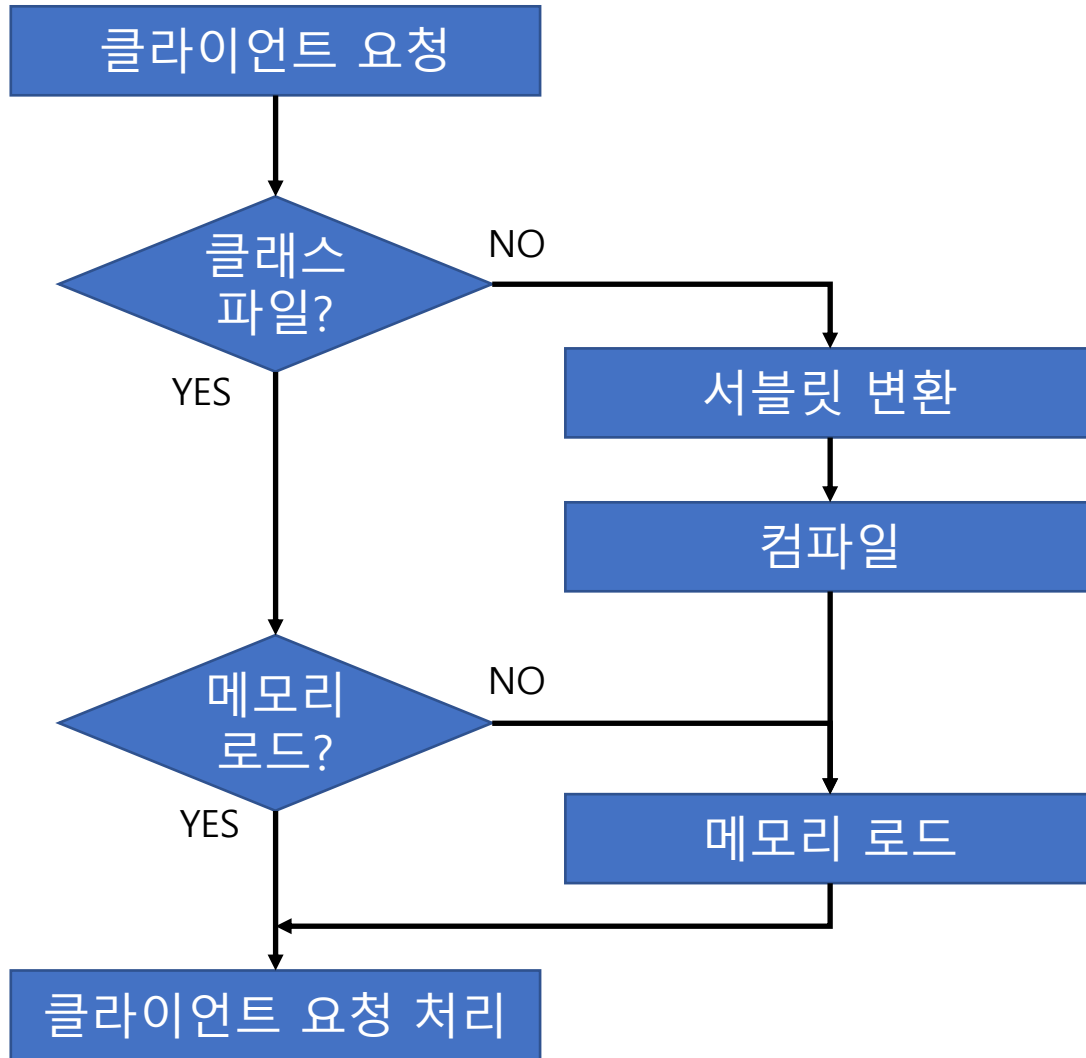 클라이언트 요청
클래스
파일?
NO
YES
서블릿 변환
컴파일
메모리
로드?
NO
YES
메모리 로드
클라이언트 요청 처리